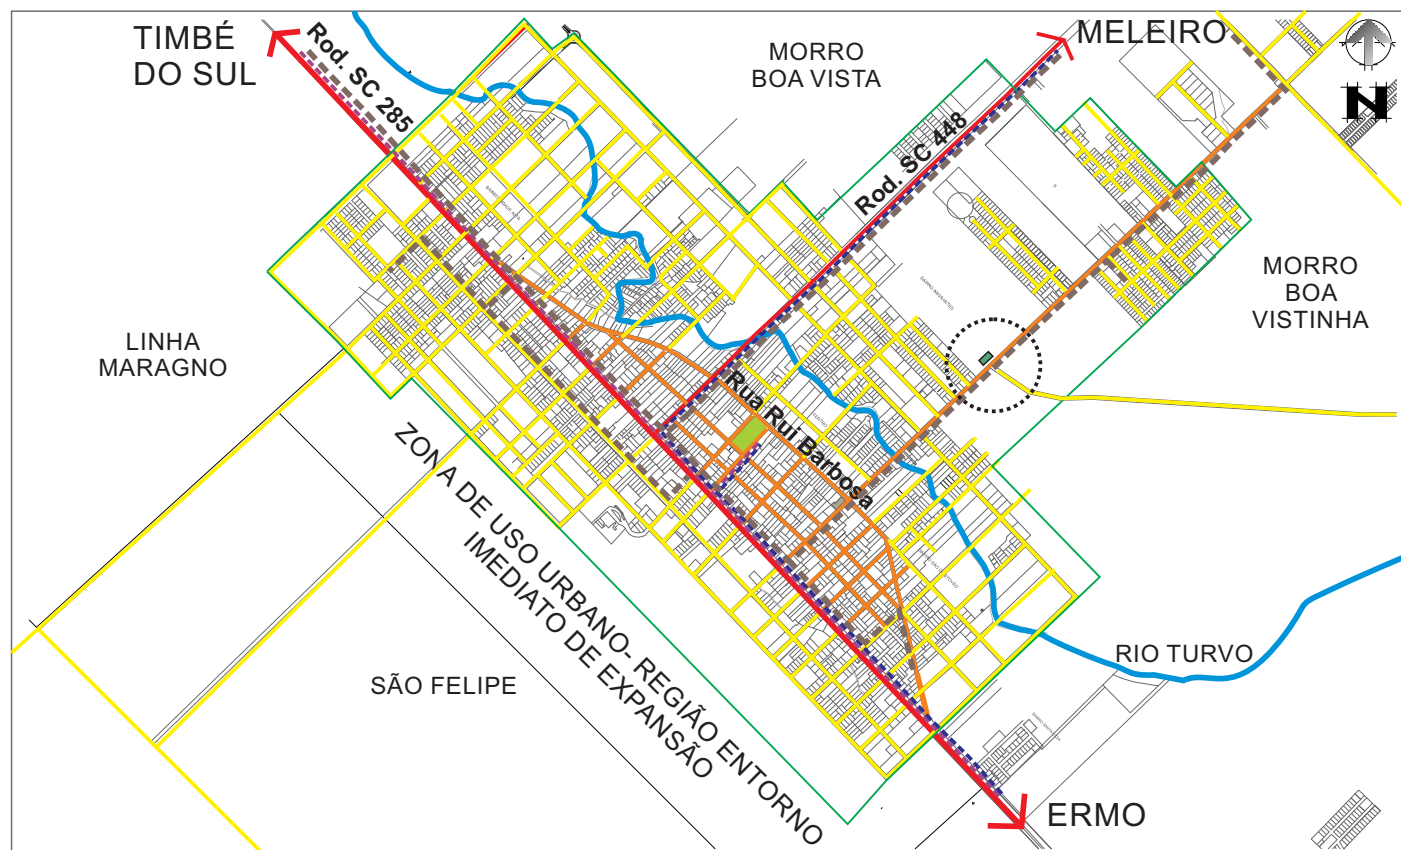 TIMBÉ
DO SUL
Rod. SC 285
MORRO
BOA VISTA
MELEIRO
N
Rod. SC 448
MORRO
BOA
VISTINHA
LINHA
MARAGNO
Rua Rui Barbosa
CENTRO
ZONA DE USO URBANO- REGIÃO ENTORNO
IMEDIATO DE EXPANSÃO
SÃO FELIPE
RIO TURVO
ERMO